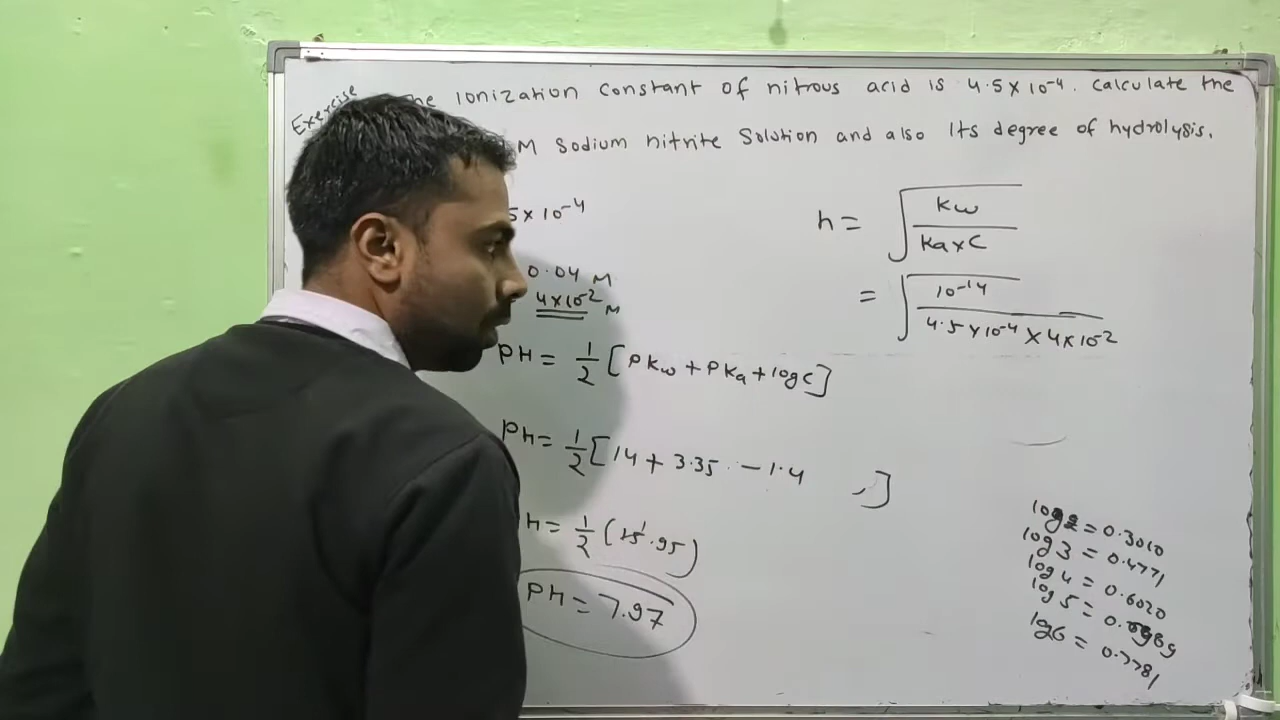 Exercise
he ionization constant of nitrous acid is 4.5×10⁻⁴. calculate the
M sodium nitrite solution and also its degree of hydrolysis.
5×10⁻⁴
0.04 M
4×10⁻² M
PH = 1/2 [PKw + PKa + logC]
PH = 1/2 [14 + 3.35 - 1.4 ]
H = 1/2 (15.95)
PH = 7.97
h = √(Kw / Ka×C)
= √(10⁻¹⁴ / 4.5×10⁻⁴ × 4×10⁻²)
log2 = 0.3010
log3 = 0.4771
log4 = 0.6020
log5 =
log6 = 0.7781